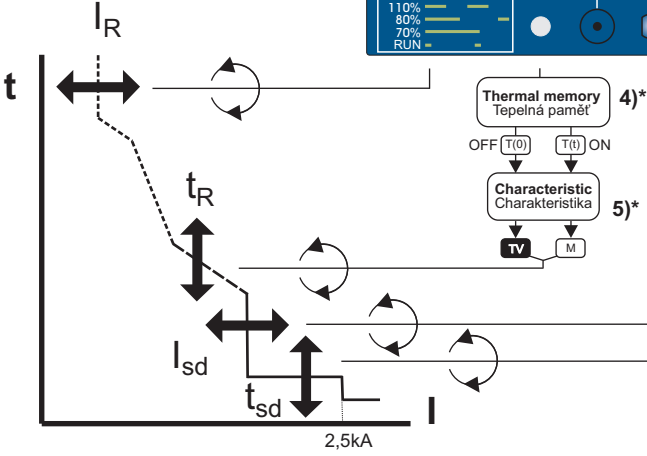 110%
80%
70%
RUN
I_R
t
Thermal memory 4)*
Tepelná paměť
OFF T(0) T(t) ON
Characteristic
Charakteristika 5)*
TV M
t_R
I_sd
t_sd
I
2,5kA